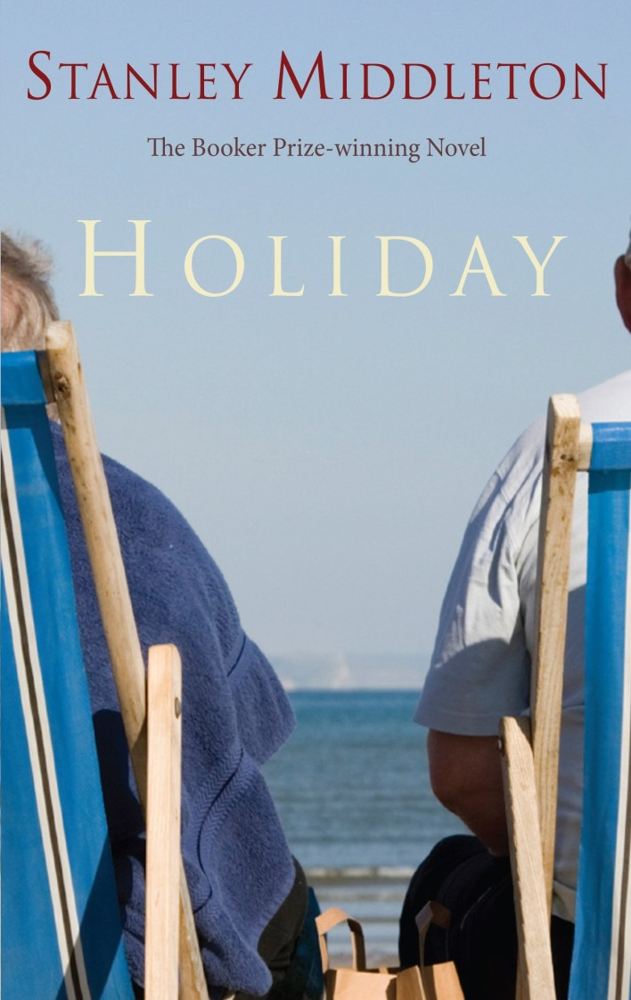 STANLEY MIDDLETON
The Booker Prize-winning Novel
HOLIDAY